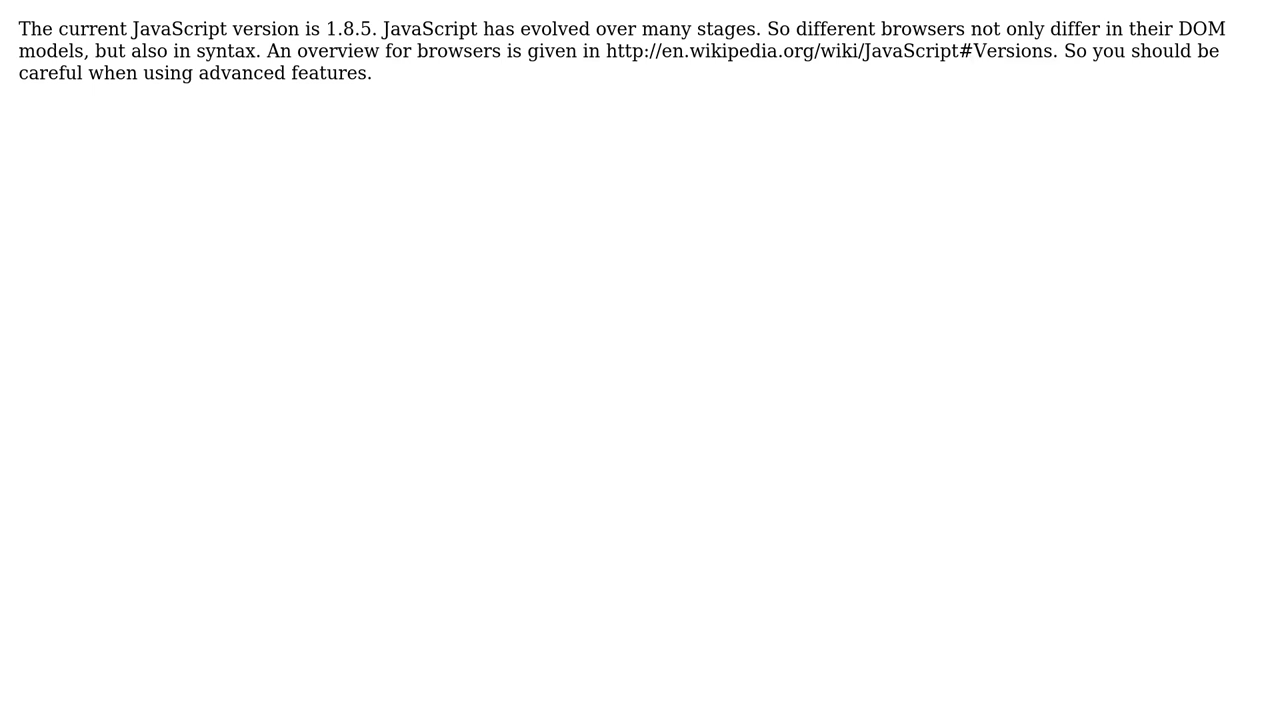 The current JavaScript version is 1.8.5. JavaScript has evolved over many stages. So different browsers not only differ in their DOM
models, but also in syntax. An overview for browsers is given in http://en.wikipedia.org/wiki/JavaScript#Versions. So you should be
careful when using advanced features.